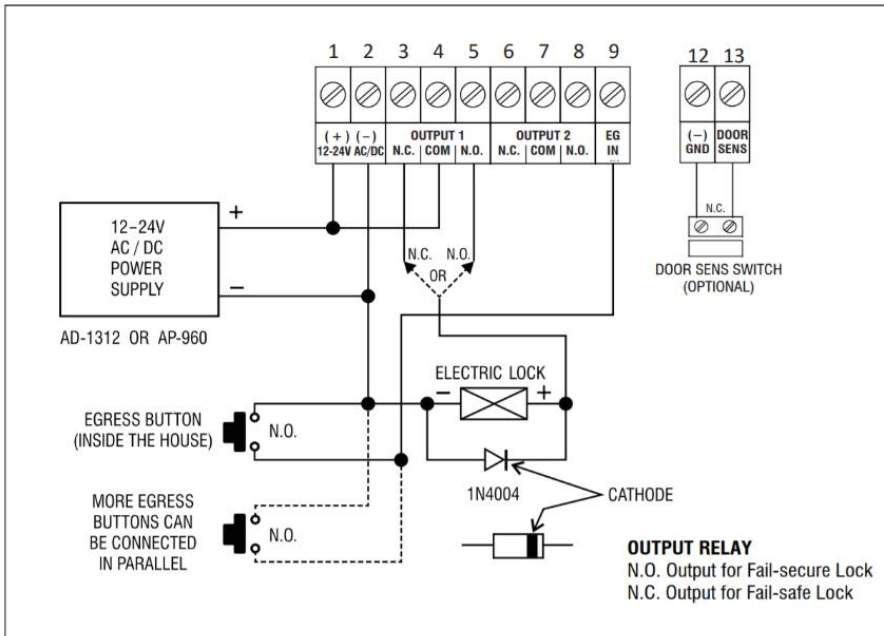 1 2 3 4 5 6 7 8 9 12 13
(+) (−) OUTPUT 1 OUTPUT 2 EG
12-24V AC/DC N.C. | COM | N.O. N.C. | COM | N.O. IN
(−) DOOR
GND SENS
N.C.
DOOR SENS SWITCH
(OPTIONAL)
12–24V
AC / DC
POWER
SUPPLY
+
−
AD-1312 OR AP-960
N.C. N.O.
OR
ELECTRIC LOCK
− +
EGRESS BUTTON
(INSIDE THE HOUSE)
N.O.
1N4004
CATHODE
MORE EGRESS
BUTTONS CAN
BE CONNECTED
IN PARALLEL
N.O.
OUTPUT RELAY
N.O. Output for Fail-secure Lock
N.C. Output for Fail-safe Lock